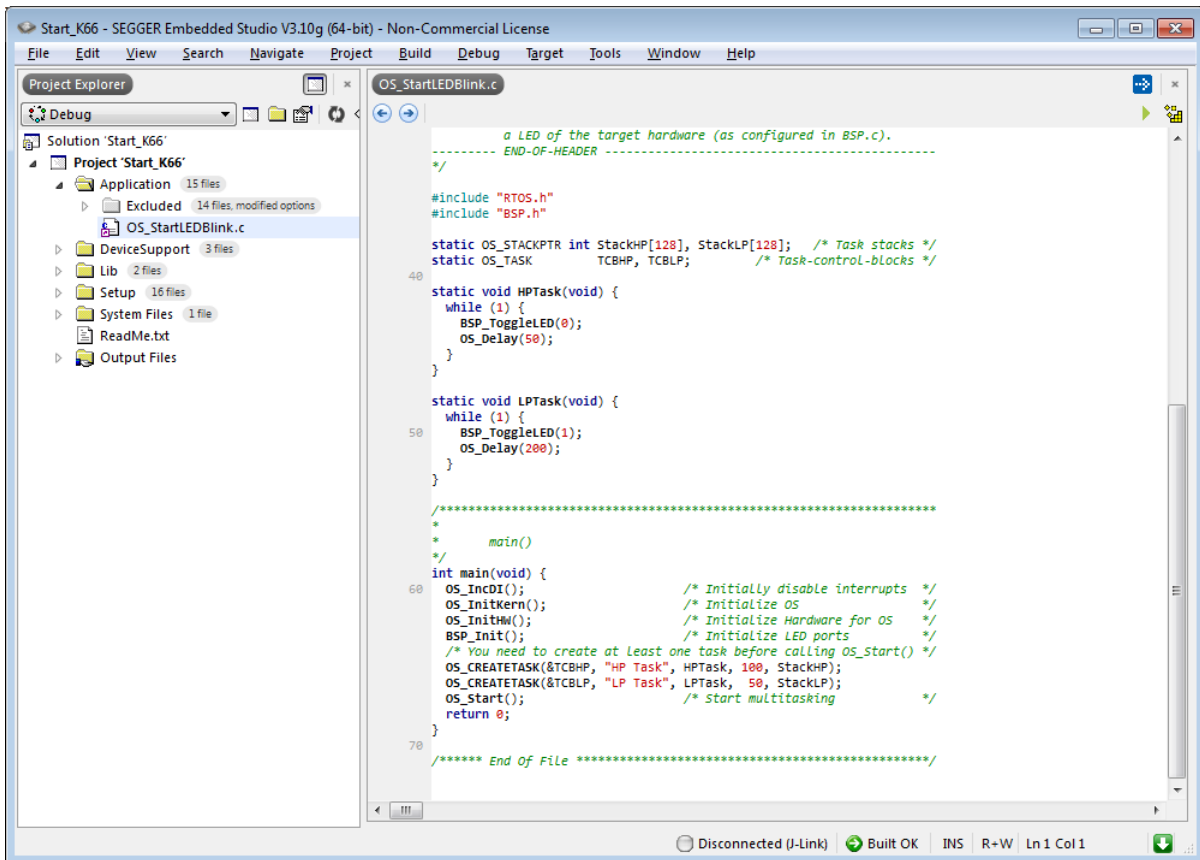 Start_K66 - SEGGER Embedded Studio V3.10g (64-bit) - Non-Commercial License
File Edit View Search Navigate Project Build Debug Target Tools Window Help
Project Explorer
Debug
Solution 'Start_K66'
Project 'Start_K66'
Application 15 files
Excluded 14 files, modified options
OS_StartLEDBlink.c
DeviceSupport 3 files
Lib 2 files
Setup 16 files
System Files 1 file
ReadMe.txt
Output Files
OS_StartLEDBlink.c
a LED of the target hardware (as configured in BSP.c).
--------- END-OF-HEADER ----------------------------------------------
*/
#include "RTOS.h"
#include "BSP.h"
static OS_STACKPTR int StackHP[128], StackLP[128];   /* Task stacks */
static OS_TASK         TCBHP, TCBLP;         /* Task-control-blocks */
40
static void HPTask(void) {
  while (1) {
    BSP_ToggleLED(0);
    OS_Delay(50);
  }
}
static void LPTask(void) {
  while (1) {
50     BSP_ToggleLED(1);
    OS_Delay(200);
  }
}
/*********************************************************************
*
*       main()
*/
int main(void) {
60   OS_IncDI();                      /* Initially disable interrupts  */
  OS_InitKern();                   /* Initialize OS                 */
  OS_InitHW();                     /* Initialize Hardware for OS    */
  BSP_Init();                      /* Initialize LED ports          */
  /* You need to create at least one task before calling OS_Start() */
  OS_CREATETASK(&TCBHP, "HP Task", HPTask, 100, StackHP);
  OS_CREATETASK(&TCBLP, "LP Task", LPTask,  50, StackLP);
  OS_Start();                      /* Start multitasking            */
  return 0;
}
70
/****** End Of File *************************************************/
Disconnected (J-Link) Built OK INS R+W Ln 1 Col 1